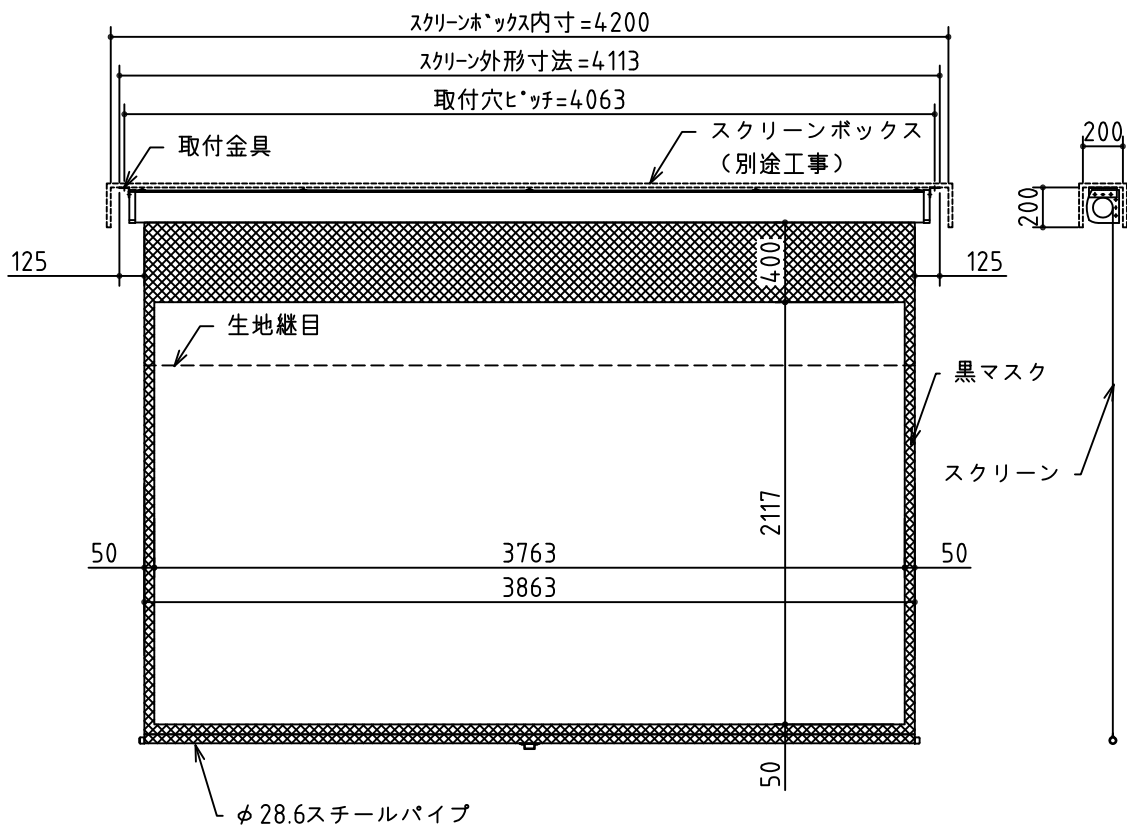 スクリーンボックス内寸=4200
スクリーン外形寸法=4113
取付穴ピッチ=4063
取付金具
スクリーンボックス
（別途工事）
200
200
125
400
125
生地継目
黒マスク
スクリーン
2117
50
3763
50
3863
50
φ28.6スチールパイプ